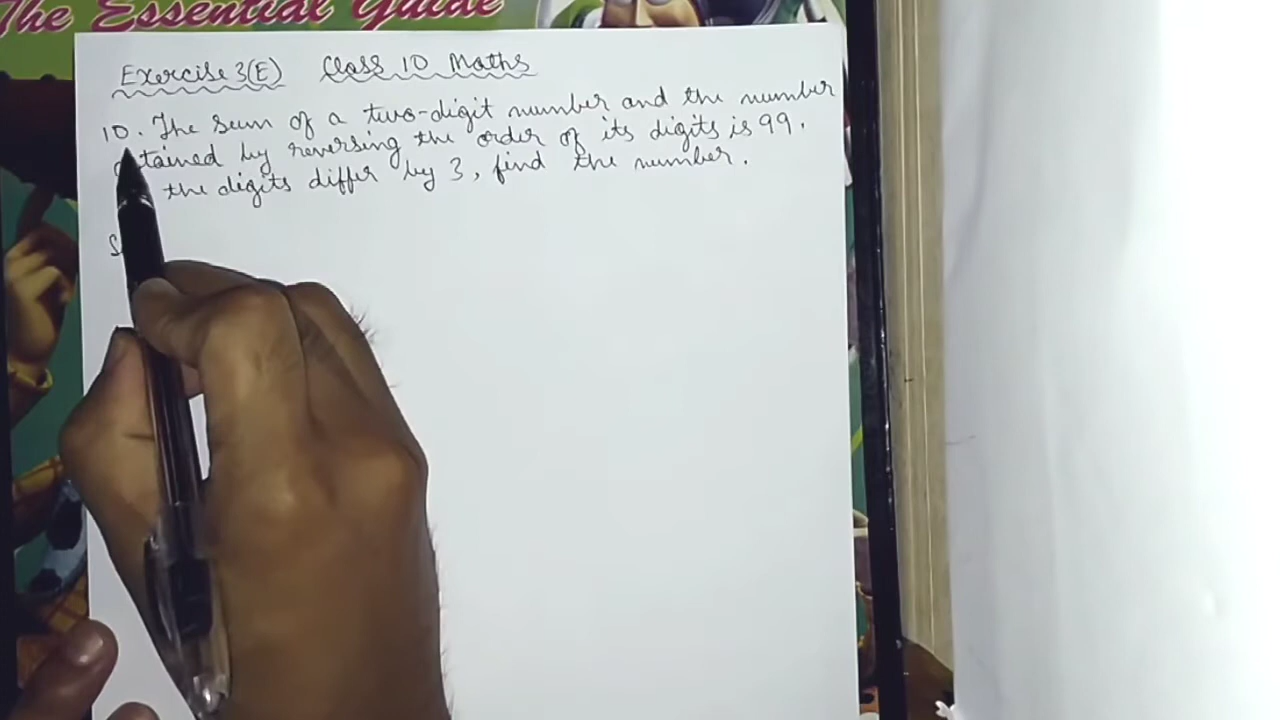 The Essential Guide
Exercise 3(E) Class 10 Maths
10. The sum of a two-digit number and the number
obtained by reversing the order of its digits is 99.
the digits differ by 3, find the number.